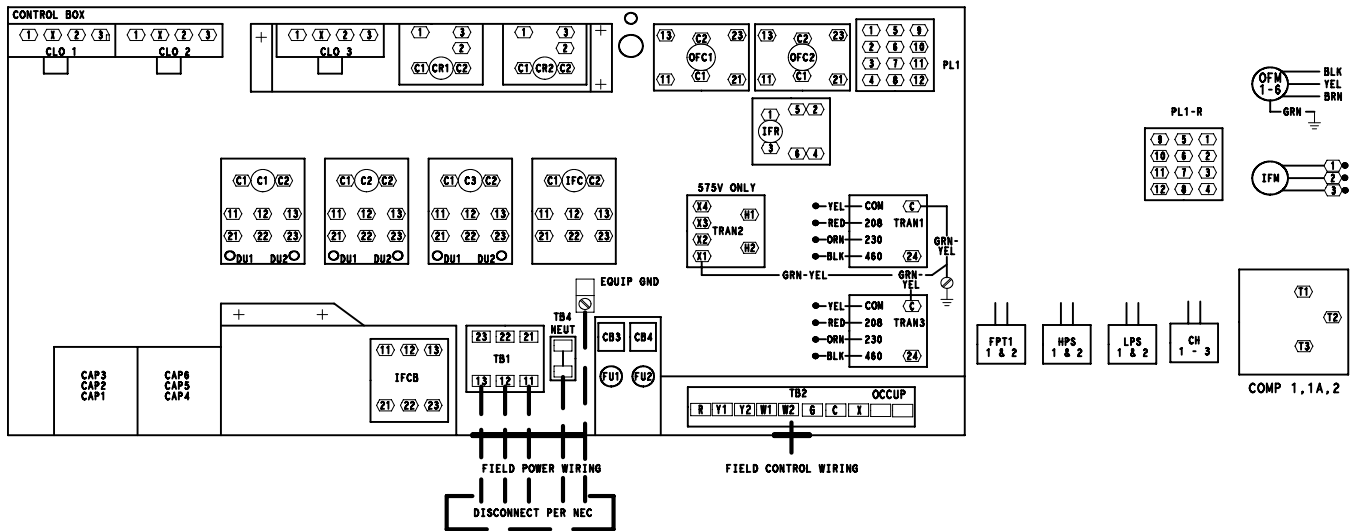 CONTROL BOX
1 X 2 3
CLO 1
1 X 2 3
CLO 2
1 X 2 3
CLO 3
1 3
2
C1 CR1 C2
1 3
2
C1 CR2 C2
13 C2 23
OFC1
11 C1 21
13 C2 23
OFC2
11 C1 21
1 5 9
2 6 10
3 7 11
4 8 12
PL1
1 5 2
IFR
3 6 4
C1 C1 C2
11 12 13
21 22 23
DU1 DU2
C1 C2 C2
11 12 13
21 22 23
DU1 DU2
C1 C3 C2
11 12 13
21 22 23
DU1 DU2
C1 IFC C2
11 12 13
21 22 23
575V ONLY
X4
X3 H1
TRAN2
X2
X1 H2
YEL COM C
RED 208 TRAN1
ORN 230
BLK 460 24
GRN-
YEL
GRN-YEL
GRN-
YEL
YEL COM C
RED 208 TRAN3
ORN 230
BLK 460 24
EQUIP GND
TB4
NEUT
CAP3
CAP2
CAP1
CAP6
CAP5
CAP4
11 12 13
IFCB
21 22 23
23 22 21
TB1
13 12 11
CB3 CB4
FU1 FU2
TB2 OCCUP
R Y1 Y2 W1 W2 G C X
FIELD POWER WIRING
FIELD CONTROL WIRING
DISCONNECT PER NEC
PL1-R
9 5 1
10 6 2
11 7 3
12 8 4
OFM
1-6
BLK
YEL
BRN
GRN
IFM
1
2
3
FPT1
1 & 2
HPS
1 & 2
LPS
1 & 2
CH
1 - 3
T1
T2
T3
COMP 1,1A,2